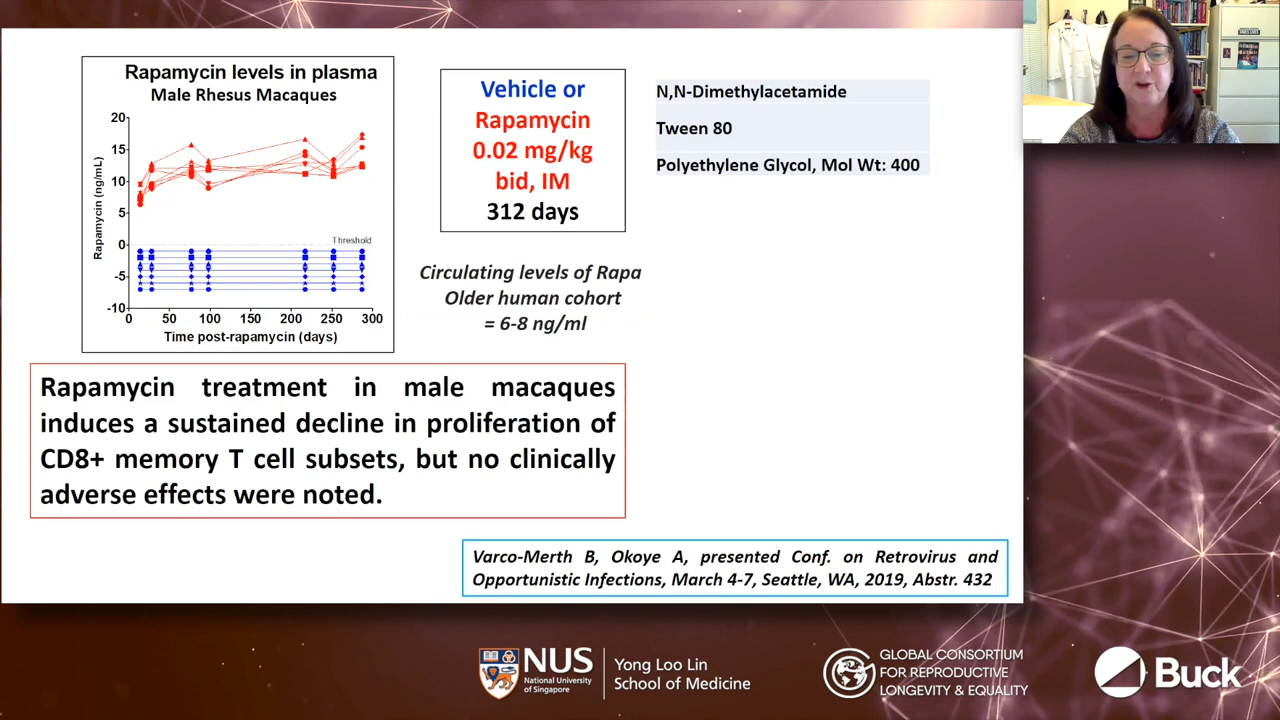 Rapamycin levels in plasma
Male Rhesus Macaques
20
15
10
5
0
-5
-10
Rapamycin (ng/mL)
Threshold
0
50
100
150
200
250
300
Time post-rapamycin (days)
Vehicle or
Rapamycin
0.02 mg/kg
bid, IM
312 days
N,N-Dimethylacetamide
Tween 80
Polyethylene Glycol, Mol Wt: 400
Circulating levels of Rapa
Older human cohort
= 6-8 ng/ml
Rapamycin treatment in male macaques
induces a sustained decline in proliferation of
CD8+ memory T cell subsets, but no clinically
adverse effects were noted.
Varco-Merth B, Okoye A, presented Conf. on Retrovirus and
Opportunistic Infections, March 4-7, Seattle, WA, 2019, Abstr. 432
NUS
National University
of Singapore
Yong Loo Lin
School of Medicine
GLOBAL CONSORTIUM
FOR REPRODUCTIVE
LONGEVITY & EQUALITY
Buck